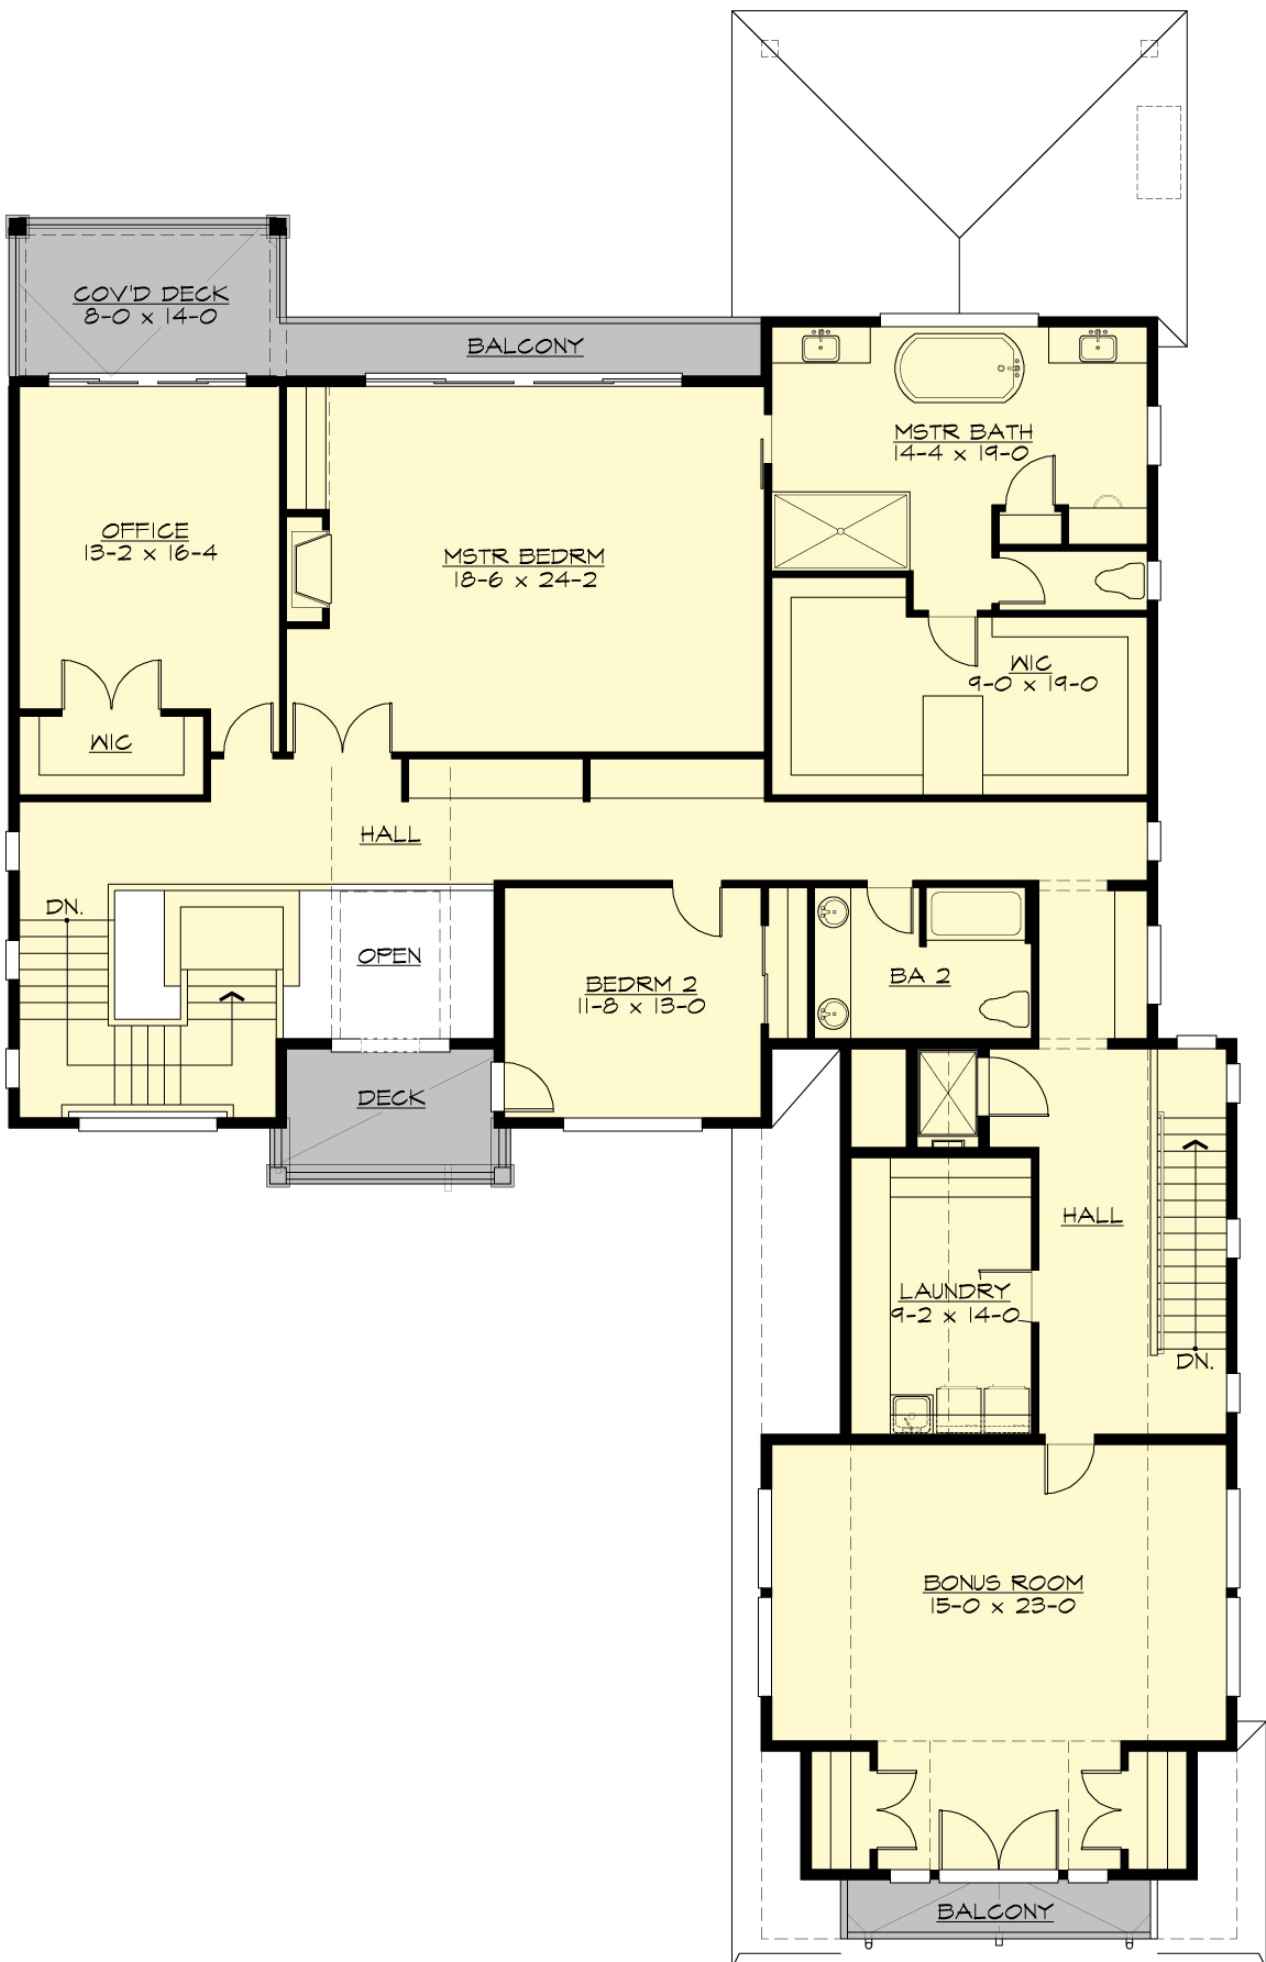 COV'D DECK
8-0 x 14-0
BALCONY
MSTR BATH
14-4 x 19-0
OFFICE
13-2 x 16-4
MSTR BEDRM
18-6 x 24-2
WIC
9-0 x 19-0
WIC
HALL
DN.
OPEN
BEDRM 2
11-8 x 13-0
BA 2
DECK
HALL
LAUNDRY
9-2 x 14-0
DN.
BONUS ROOM
15-0 x 23-0
BALCONY